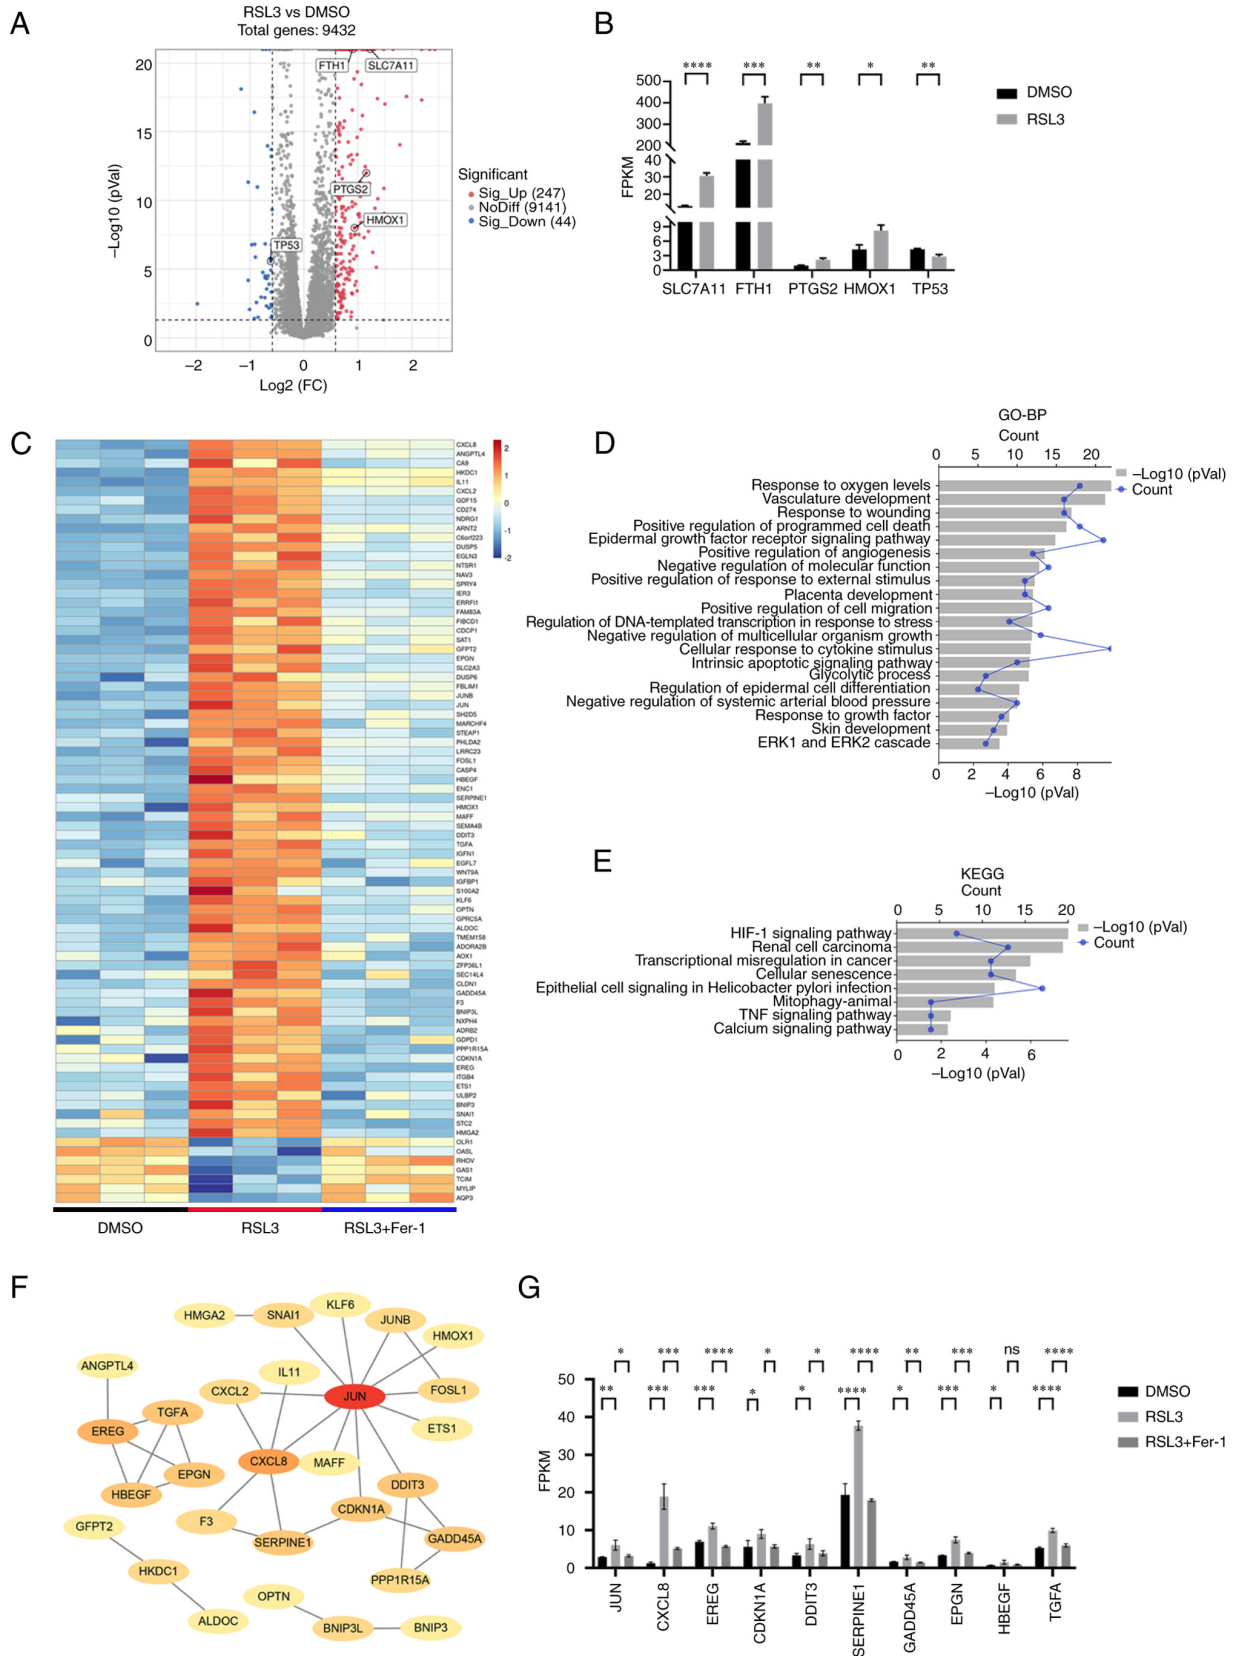 A
RSL3 vs DMSO
Total genes: 9432
20
15
10
5
0
−Log10 (pVal)
−2 −1 0 1 2
Log2 (FC)
FTH1
SLC7A11
PTGS2
HMOX1
TP53
Significant
Sig_Up (247)
NoDiff (9141)
Sig_Down (44)
B
**** *** ** * **
500
400
300
200
40
30
20
9
6
3
0
FPKM
SLC7A11 FTH1 PTGS2 HMOX1 TP53
DMSO
RSL3
C
CXCL8
ANGPTL4
CA9
HKDC1
IL11
CXCL2
GDF15
CD274
NDRG1
ARNT2
C6orf223
DUSP5
EGLN3
NTSR1
NAV3
SPRY4
IER3
ERRFI1
FAM83A
FIBCD1
CDCP1
SAT1
GFPT2
EPGN
SLC2A3
DUSP6
FBLIM1
JUNB
JUN
SH2D5
MARCHF4
STEAP1
PHLDA2
LRRC23
FOSL1
CASP4
HBEGF
ENC1
SERPINE1
HMOX1
MAFF
SEMA4B
DDIT3
TGFA
IGFN1
EGFL7
WNT9A
IGFBP1
S100A2
KLF6
OPTN
GPRC5A
ALDOC
TMEM158
ADORA2B
AOX1
ZFP36L1
SEC14L4
CLDN1
GADD45A
F3
BNIP3L
NXPH4
ADRB2
GDPD1
PPP1R15A
CDKN1A
EREG
ITGB4
ETS1
ULBP2
BNIP3
SNAI1
STC2
HMGA2
OLR1
OASL
RHOV
GAS1
TCIM
MYLIP
AQP3
2
1
0
-1
-2
DMSO RSL3 RSL3+Fer-1
D
GO-BP
Count
0 5 10 15 20
−Log10 (pVal)
Count
Response to oxygen levels
Vasculature development
Response to wounding
Positive regulation of programmed cell death
Epidermal growth factor receptor signaling pathway
Positive regulation of angiogenesis
Negative regulation of molecular function
Positive regulation of response to external stimulus
Placenta development
Positive regulation of cell migration
Regulation of DNA-templated transcription in response to stress
Negative regulation of multicellular organism growth
Cellular response to cytokine stimulus
Intrinsic apoptotic signaling pathway
Glycolytic process
Regulation of epidermal cell differentiation
Negative regulation of systemic arterial blood pressure
Response to growth factor
Skin development
ERK1 and ERK2 cascade
0 2 4 6 8
−Log10 (pVal)
E
KEGG
Count
0 5 10 15 20
−Log10 (pVal)
Count
HIF-1 signaling pathway
Renal cell carcinoma
Transcriptional misregulation in cancer
Cellular senescence
Epithelial cell signaling in Helicobacter pylori infection
Mitophagy-animal
TNF signaling pathway
Calcium signaling pathway
0 2 4 6
−Log10 (pVal)
F
HMGA2
SNAI1
KLF6
JUNB
HMOX1
ANGPTL4
IL11
CXCL2
JUN
FOSL1
TGFA
EREG
ETS1
CXCL8
MAFF
EPGN
DDIT3
HBEGF
CDKN1A
F3
GFPT2
SERPINE1
GADD45A
HKDC1
PPP1R15A
OPTN
ALDOC
BNIP3L
BNIP3
G
* *** **** * * **** ** *** ns ****
** *** *** * * **** * *** * ****
50
40
30
20
10
0
FPKM
JUN CXCL8 EREG CDKN1A DDIT3 SERPINE1 GADD45A EPGN HBEGF TGFA
DMSO
RSL3
RSL3+Fer-1